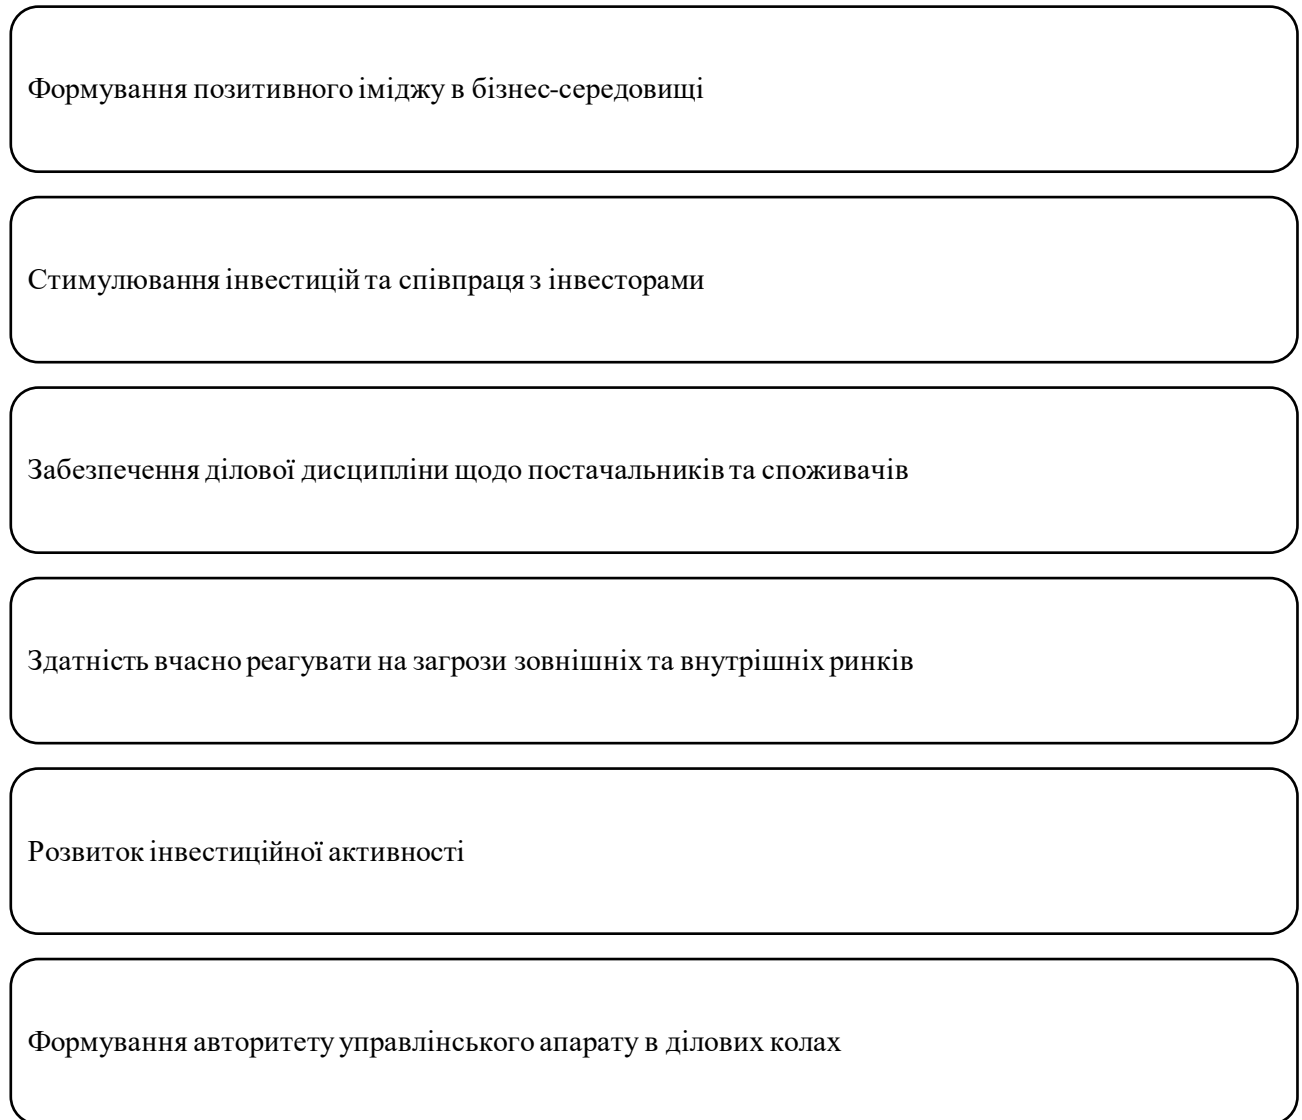 Формування позитивного іміджу в бізнес-середовищі
Стимулювання інвестицій та співпраця з інвесторами
Забезпечення ділової дисципліни щодо постачальників та споживачів
Здатність вчасно реагувати на загрози зовнішніх та внутрішніх ринків
Розвиток інвестиційної активності
Формування авторитету управлінського апарату в ділових колах